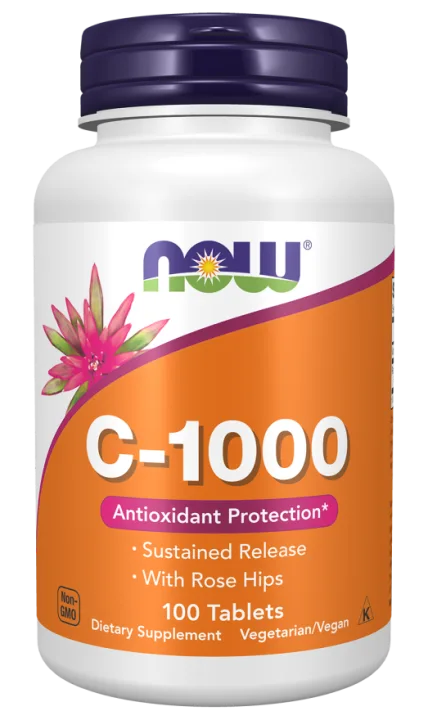 NOW®
C-1000
Antioxidant Protection*
· Sustained Release
· With Rose Hips
100 Tablets
Non-
GMO
Dietary Supplement Vegetarian/Vegan
K